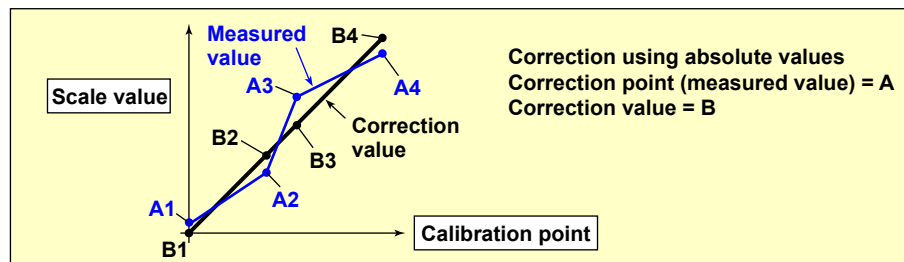 Measured
value
B4
Correction using absolute values
Correction point (measured value) = A
Correction value = B
A3
A4
Scale value
B2
Correction
value
B3
A2
A1
B1
Calibration point